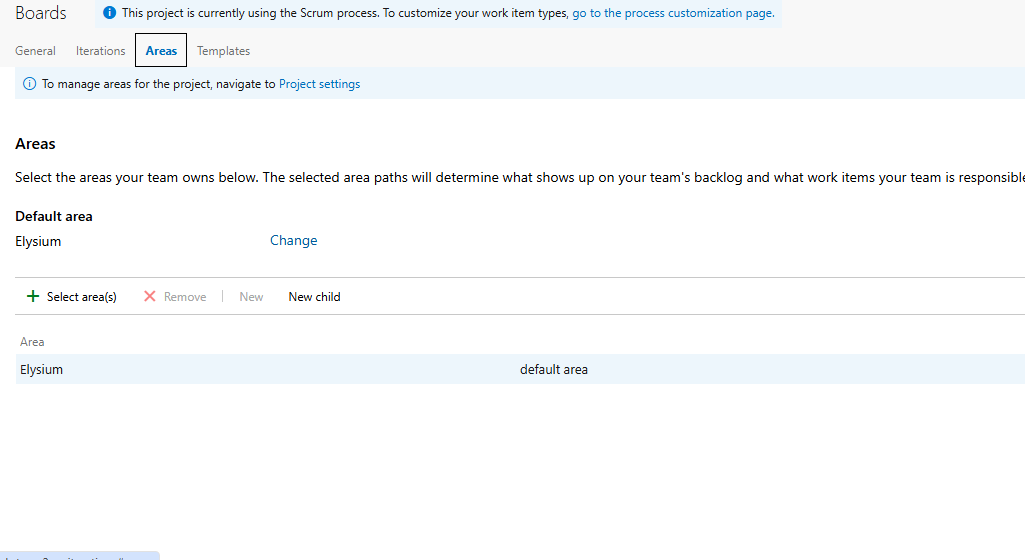 Boards
This project is currently using the Scrum process. To customize your work item types, go to the process customization page.
General Iterations Areas Templates
To manage areas for the project, navigate to Project settings
Areas
Select the areas your team owns below. The selected area paths will determine what shows up on your team's backlog and what work items your team is responsible
Default area
Elysium Change
Select area(s) Remove New New child
Area
Elysium default area